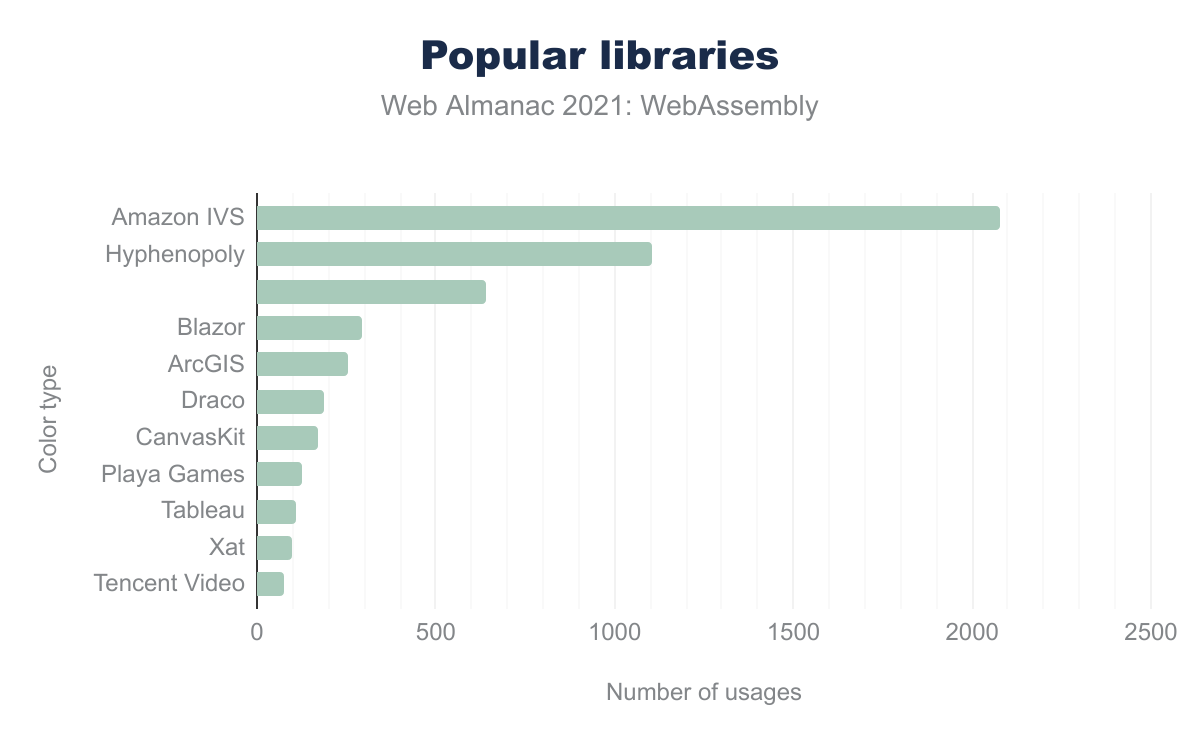 Popular libraries
Web Almanac 2021: WebAssembly
Color type
Amazon IVS
Hyphenopoly
Blazor
ArcGIS
Draco
CanvasKit
Playa Games
Tableau
Xat
Tencent Video
0 500 1000 1500 2000 2500
Number of usages